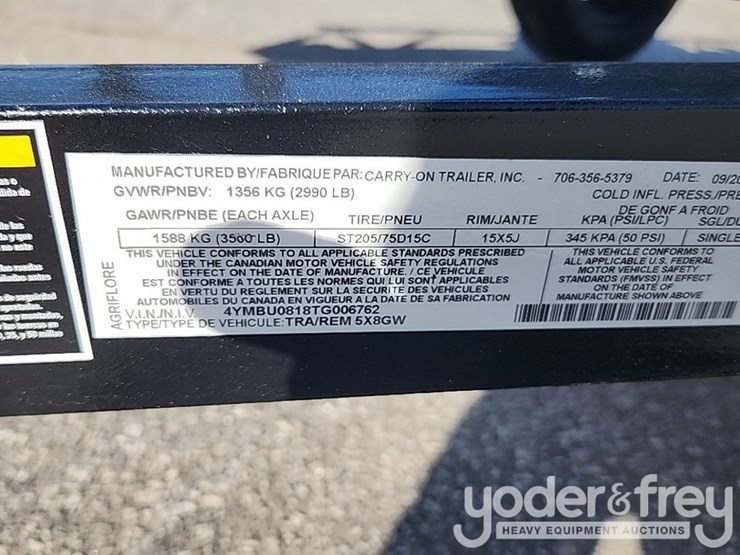 MANUFACTURED BY/FABRIQUE PAR: CARRY-ON TRAILER, INC. - 706-356-5379 DATE: 09/20
GVWR/PNBV: 1356 KG (2990 LB) COLD INFL. PRESS./PRE
GAWR/PNBE (EACH AXLE) TIRE/PNEU RIM/JANTE DE GONF A FROID
KPA (PSI/LPC) SGL/DU
1588 KG (3500 LB) ST205/75D15C 15X5J 345 KPA (50 PSI) SINGLE
THIS VEHICLE CONFORMS TO ALL APPLICABLE STANDARDS PRESCRIBED
UNDER THE CANADIAN MOTOR VEHICLE SAFETY REGULATIONS
IN EFFECT ON THE DATE OF MANUFACTURE. / CE VEHICULE
EST CONFORME A TOUTES LES NORMES QUI LUI SONT APPLICABLES
EN VERTU DU REGLEMENT SUR LA SECURITE DES VEHICULES
AUTOMOBILES DU CANADA EN VIGUEUR A LA DATE DE SA FABRICATION
THIS VEHICLE CONFORMS TO
ALL APPLICABLE U.S. FEDERAL
MOTOR VEHICLE SAFETY
STANDARDS (FMVSS) IN EFFECT
ON THE DATE OF
MANUFACTURE SHOWN ABOVE
V.I.N./N.I.V. 4YMBU0818TG006762
TYPE/TYPE DE VEHICULE: TRA/REM 5X8GW
AGRIFLORE
yoder&frey
HEAVY EQUIPMENT AUCTIONS